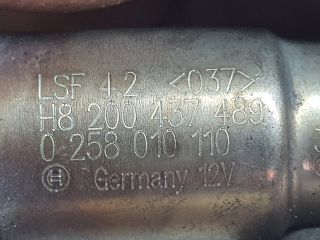 LSF 4.2 <037>
H8 200 437 489
0 258 010 110
Germany 12V